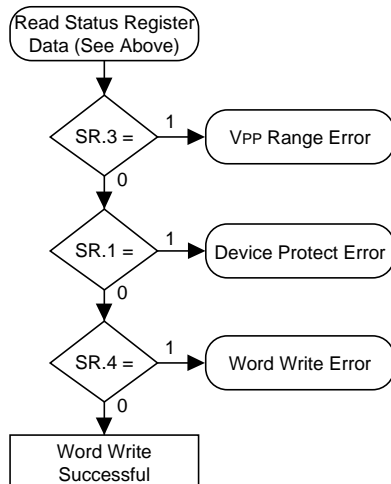 Read Status Register
Data (See Above)
SR.3 =
1
VPP Range Error
0
SR.1 =
1
Device Protect Error
0
SR.4 =
1
Word Write Error
0
Word Write
Successful